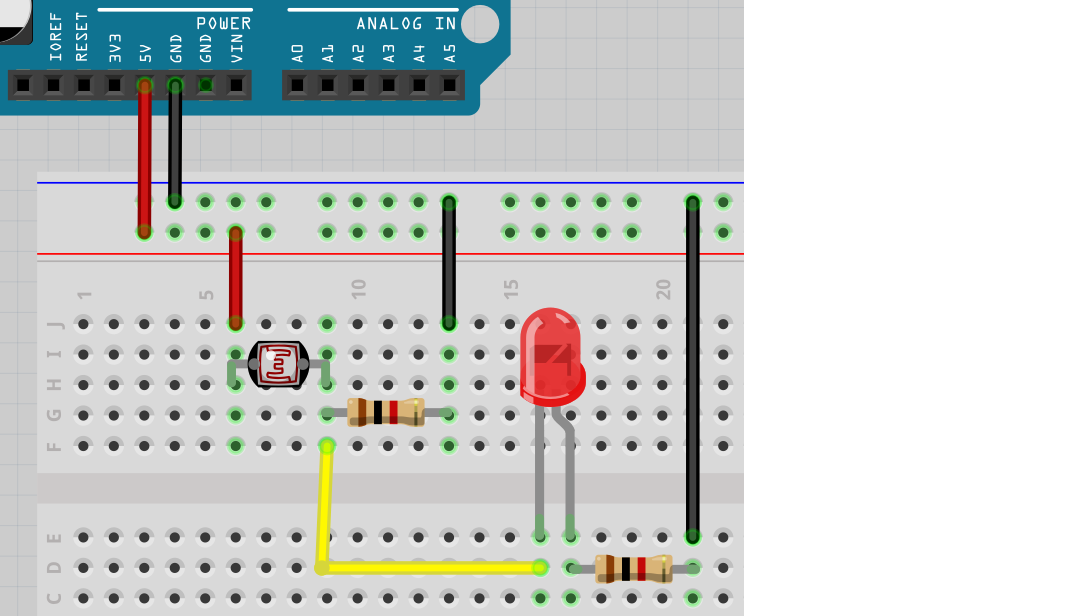 IOREF
RESET
3V3
5V
GND
GND
VIN
POWER
A0
A1
A2
A3
A4
A5
ANALOG IN
1
5
10
15
20
J
I
H
G
F
E
D
C